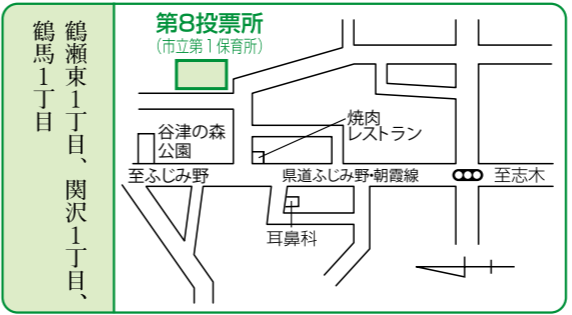 鶴瀬東1丁目、関沢1丁目、
鶴馬1丁目
第8投票所
(市立第1保育所)
焼肉
レストラン
谷津の森
公園
至ふじみ野
県道ふじみ野・朝霞線
至志木
耳鼻科